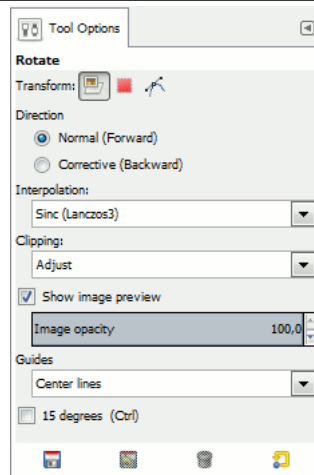 Tool Options
Rotate
Transform:
Direction
Normal (Forward)
Corrective (Backward)
Interpolation:
Sinc (Lanczos3)
Clipping:
Adjust
Show image preview
Image opacity 100,0
Guides
Center lines
15 degrees (Ctrl)